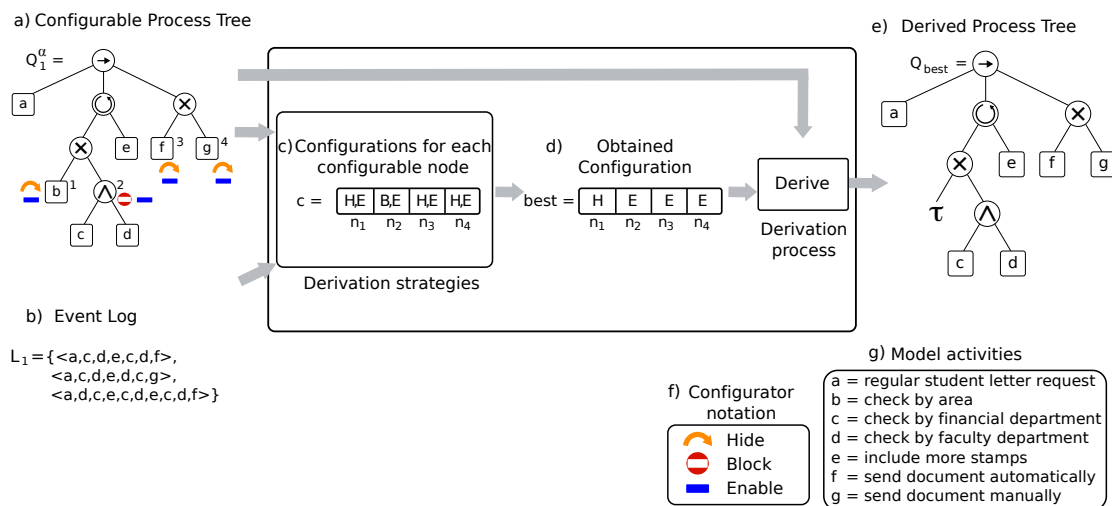 a) Configurable Process Tree
Q₁^α =
→
a
×
×
e
f 3
g 4
b 1
∧ 2
c
d
b) Event Log
L₁={<a,c,d,e,c,d,f>,
<a,c,d,e,d,c,g>,
<a,d,c,e,c,d,e,c,d,f>}
c) Configurations for each
configurable node
c =
H,E B,E H,E H,E
n₁ n₂ n₃ n₄
Derivation strategies
d) Obtained
Configuration
best =
H E E E
n₁ n₂ n₃ n₄
Derive
Derivation
process
e) Derived Process Tree
Q_best =
→
a
×
×
e
f
g
τ
∧
c
d
f) Configurator
notation
Hide
Block
Enable
g) Model activities
a = regular student letter request
b = check by area
c = check by financial department
d = check by faculty department
e = include more stamps
f = send document automatically
g = send document manually